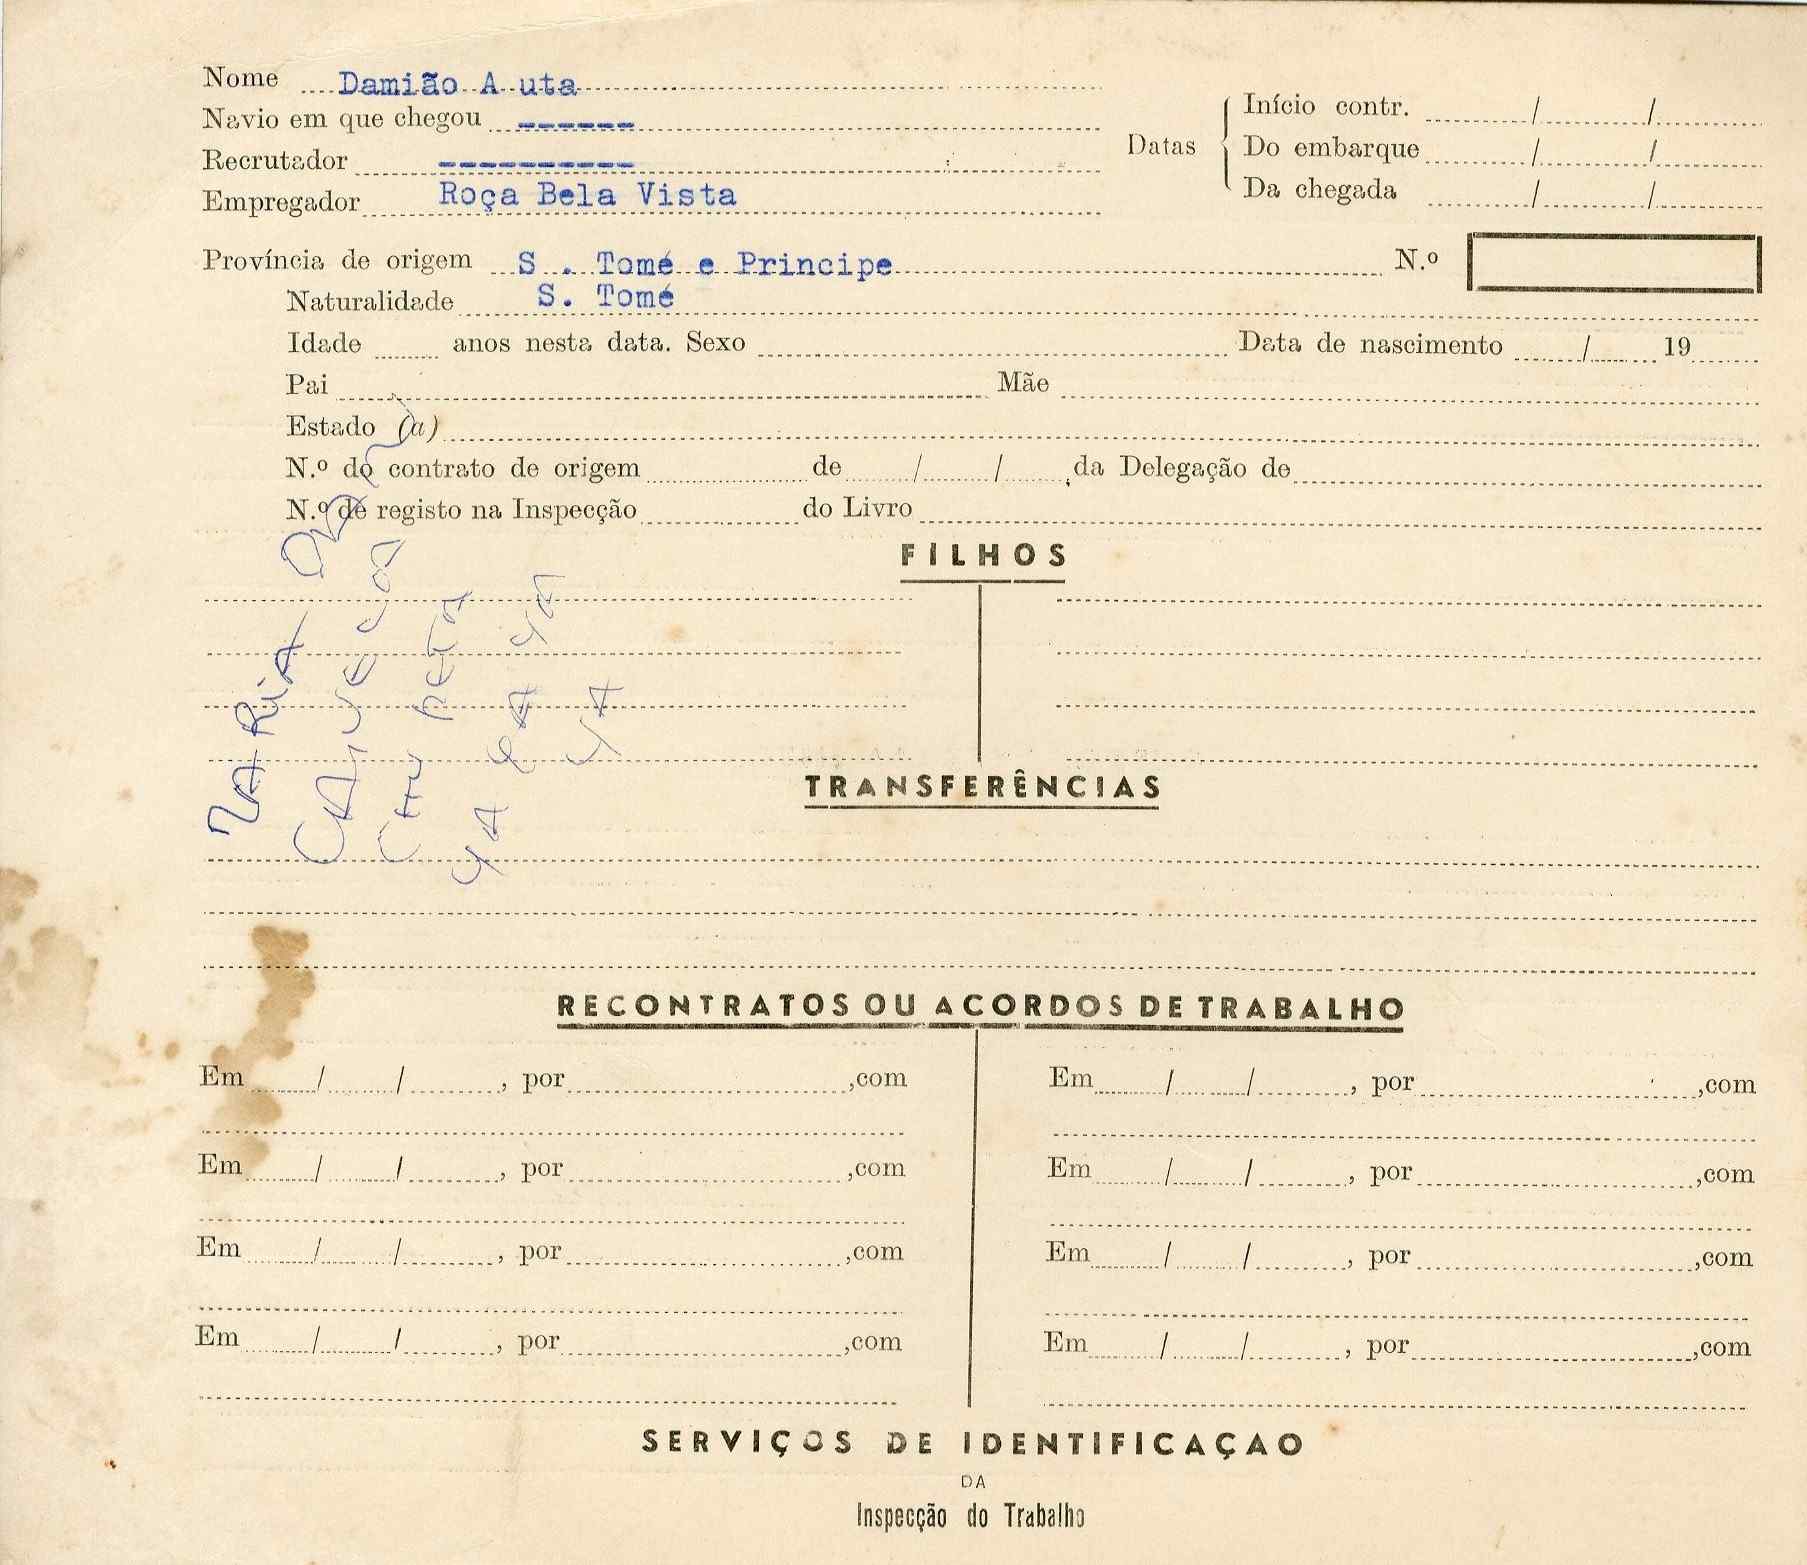 Nome Damião A uta
Navio em que chegou ------
Recrutador ----------
Empregador Roça Bela Vista
Datas
Início contr. / /
Do embarque / /
Da chegada / /
Província de origem S . Tomé e Principe N.º
Naturalidade S. Tomé
Idade anos nesta data. Sexo Data de nascimento / 19
Pai Mãe
Estado (a)
N.º do contrato de origem de / / , da Delegação de
N.º de registo na Inspecção do Livro
FILHOS
MARIA
YA
TRANSFERÊNCIAS
RECONTRATOS OU ACORDOS DE TRABALHO
Em / / , por ,com
Em / / , por ,com
Em / / , por ,com
Em / / , por ,com
Em / / , por ,com
Em / / , por ,com
Em / / , por ,com
Em / / , por ,com
SERVIÇOS DE IDENTIFICAÇAO
DA
Inspecção do Trabalho